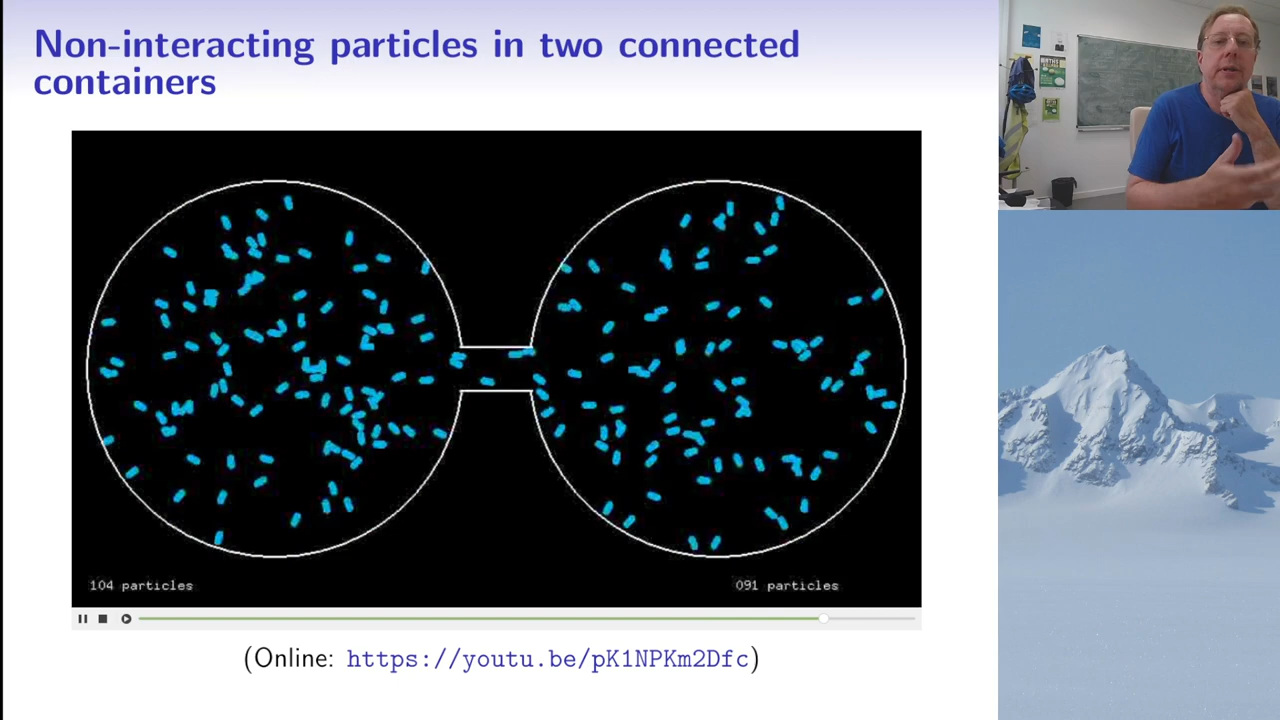 Non-interacting particles in two connected
containers
104 particles
091 particles
(Online: https://youtu.be/pK1NPKm2Dfc)